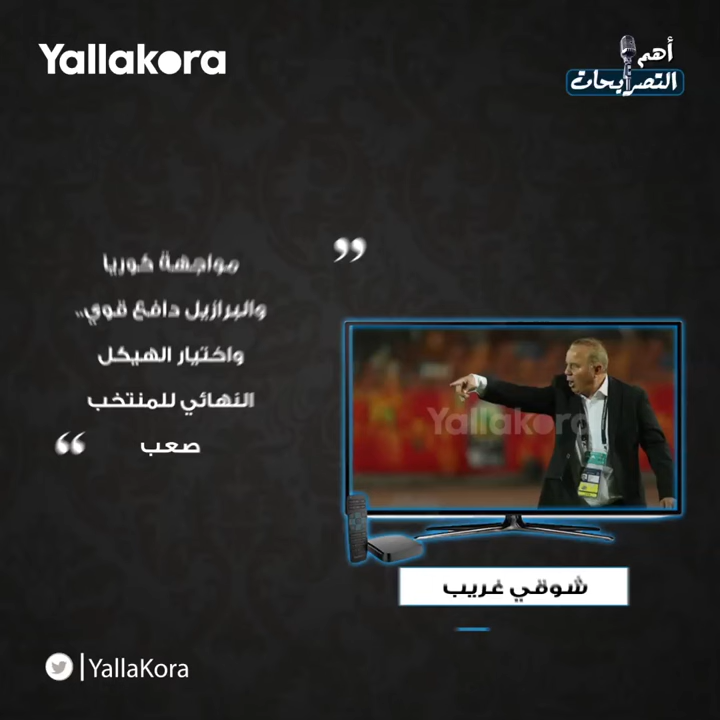 Yallakora
أهم
التصريحات
مواجهة كوريا
والبرازيل دافع قوي..
واختيار الهيكل
النهائي للمنتخب
صعب
Yallakora
شوقي غريب
YallaKora